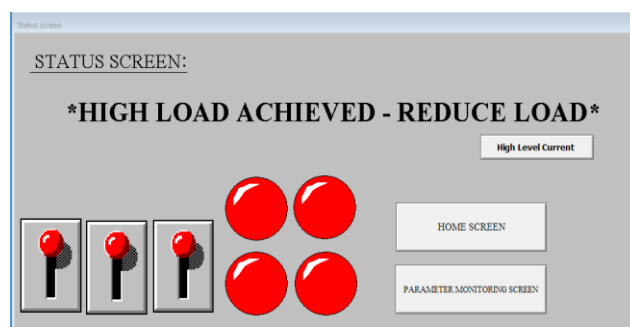 Status screen
STATUS SCREEN:
*HIGH LOAD ACHIEVED - REDUCE LOAD*
High Level Current
HOME SCREEN
PARAMETER MONITORING SCREEN